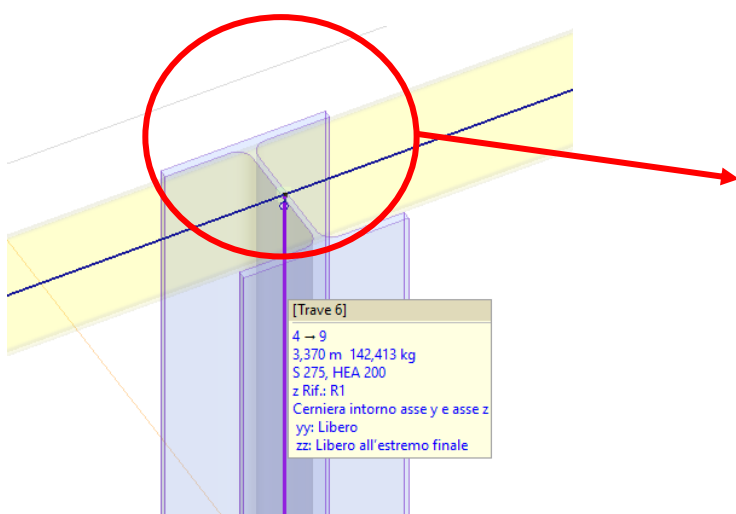 [Trave 6]
4 → 9
3,370 m 142,413 kg
S 275, HEA 200
z Rif.: R1
Cerniera intorno asse y e asse z
yy: Libero
zz: Libero all'estremo finale